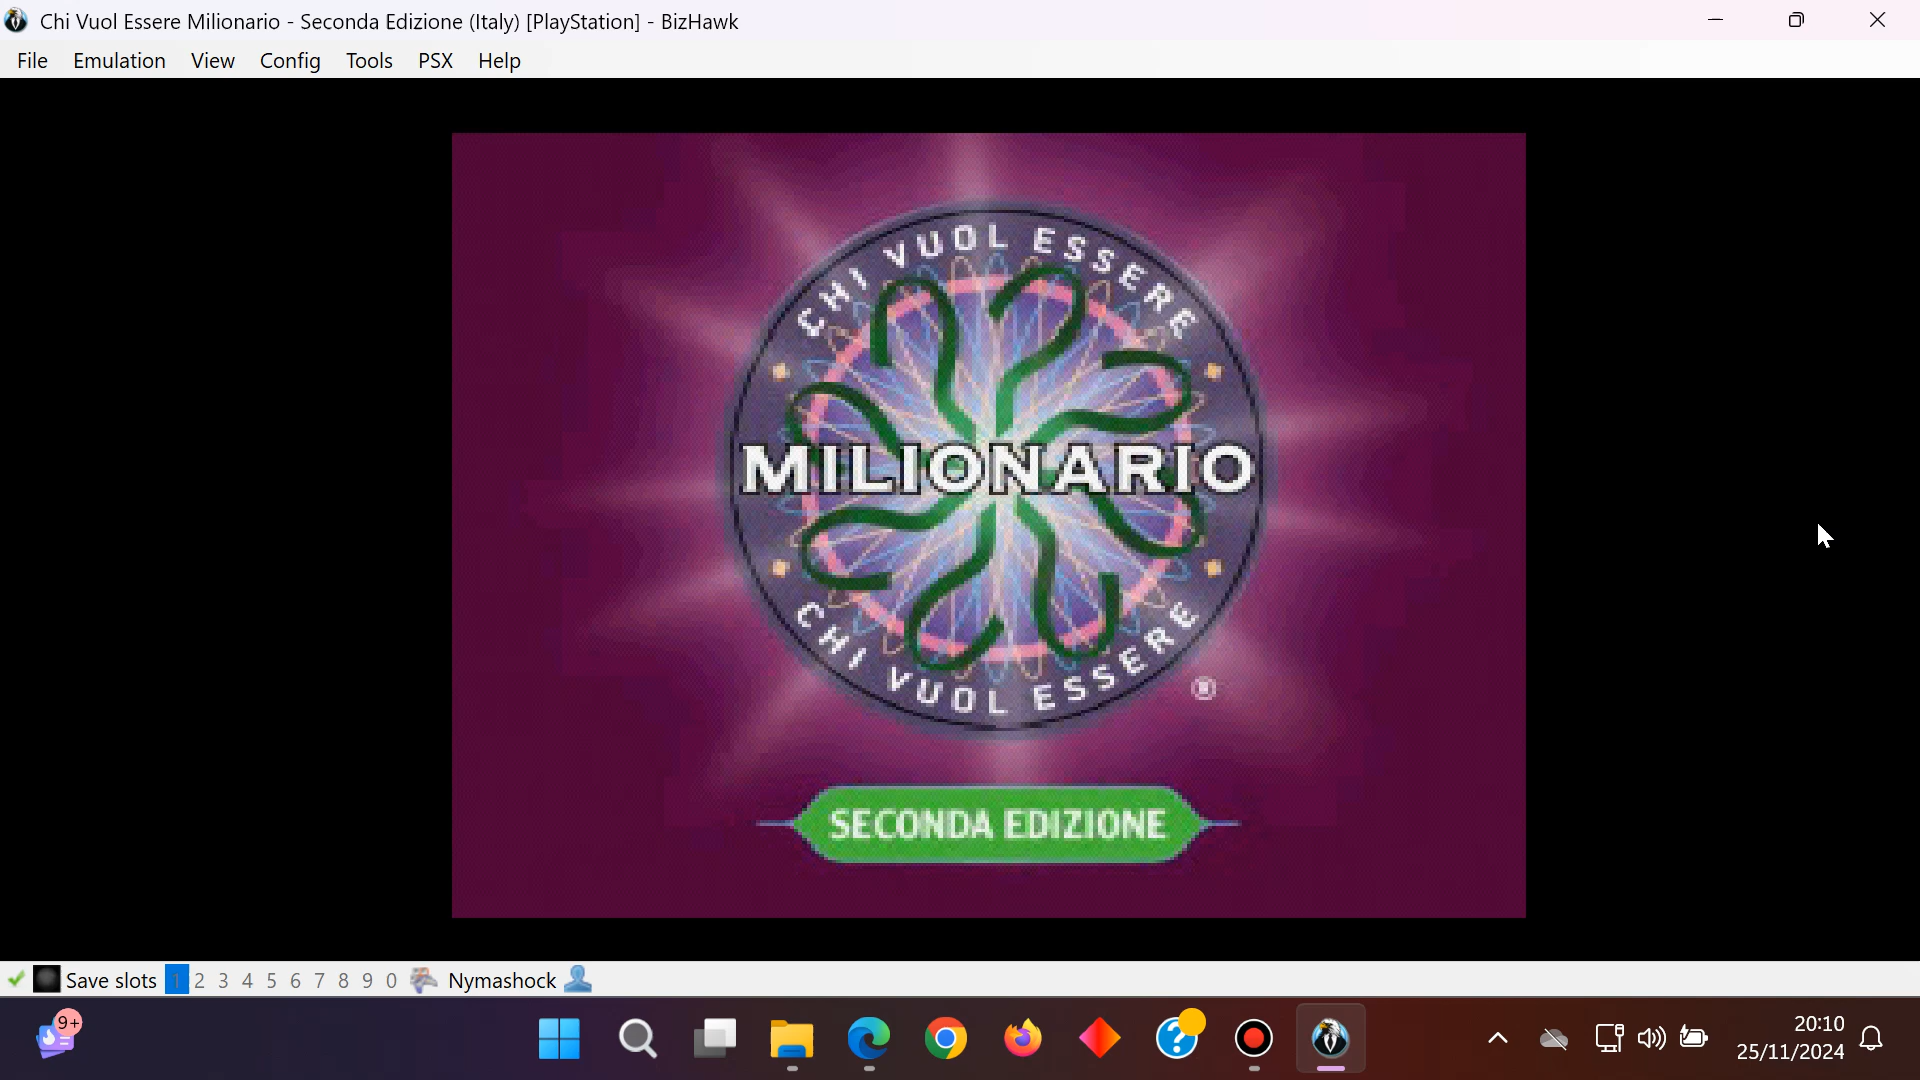 Chi Vuol Essere Milionario - Seconda Edizione (Italy) [PlayStation] - BizHawk
File Emulation View Config Tools PSX Help
CHI VUOL ESSERE
MILIONARIO
CHI VUOL ESSERE
®
SECONDA EDIZIONE
Save slots 1 2 3 4 5 6 7 8 9 0 Nymashock
9+
20:10
25/11/2024